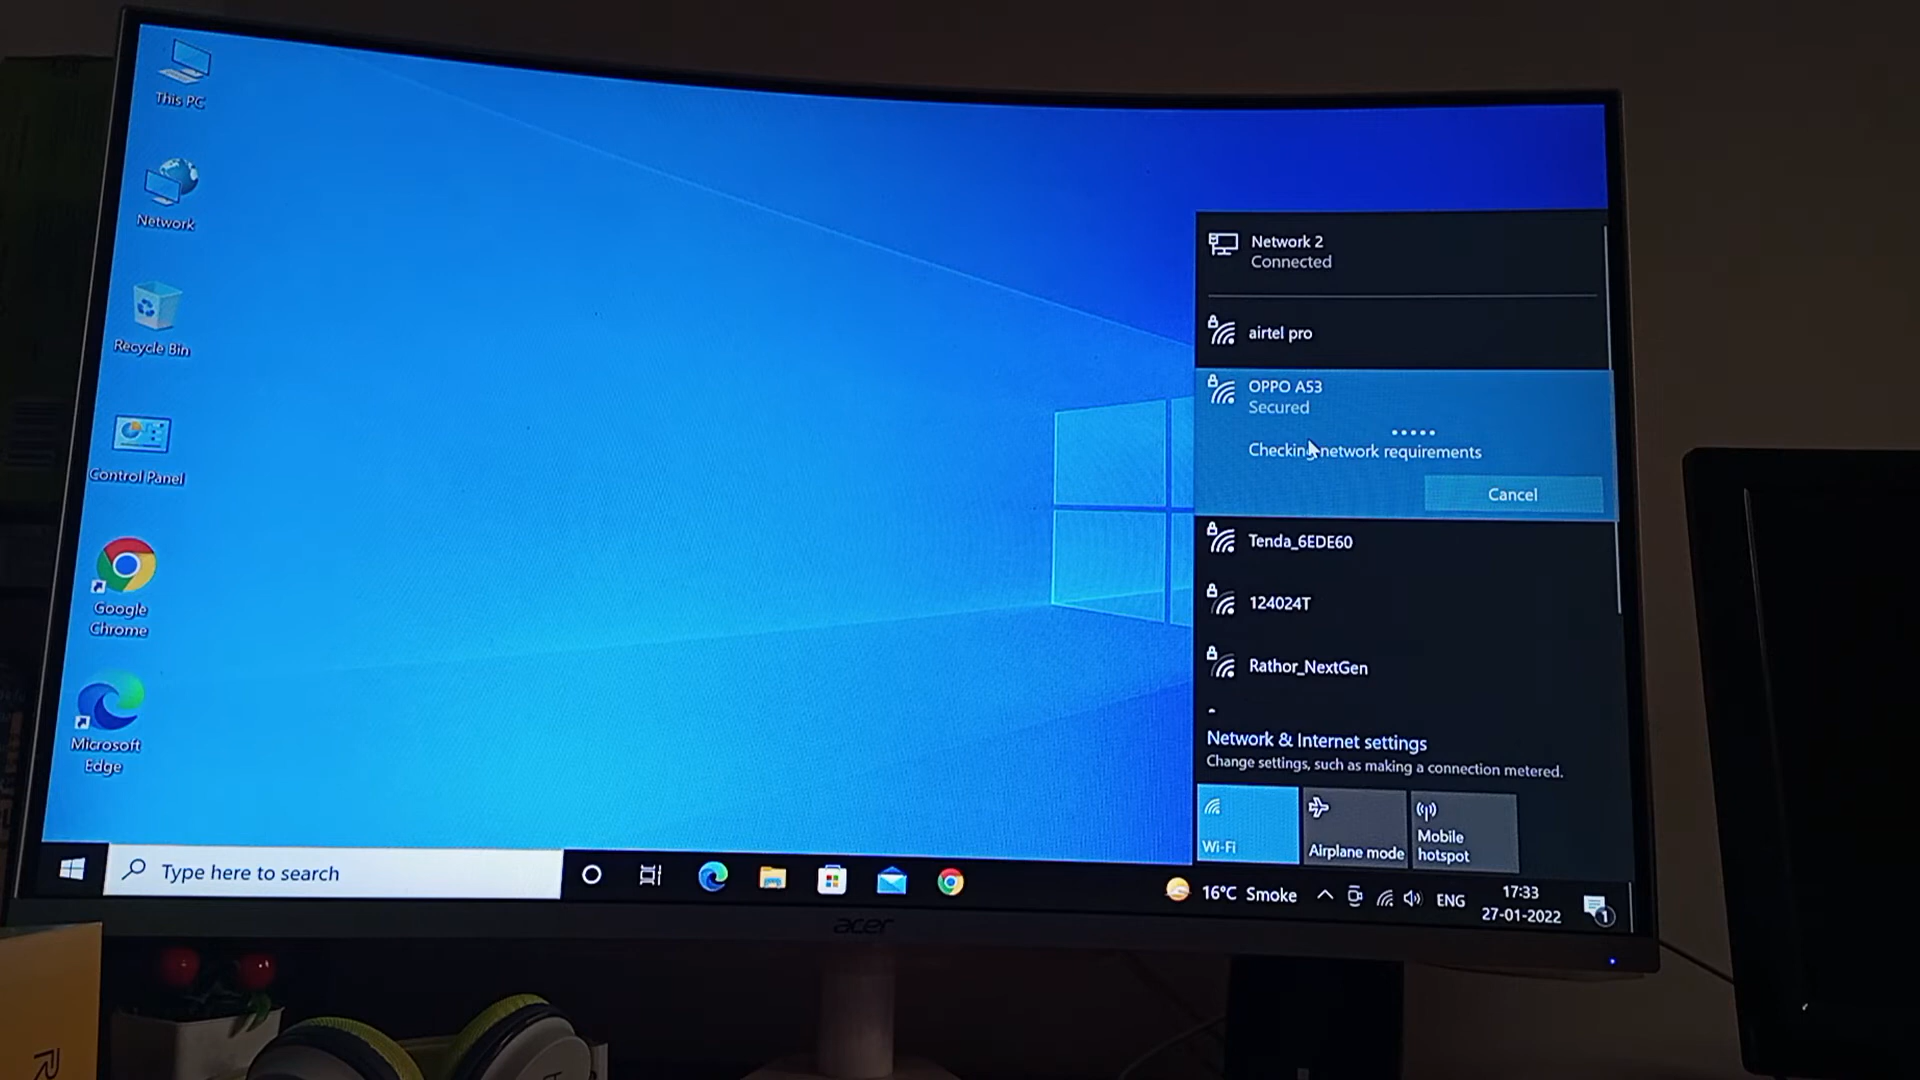 This PC
Network
Recycle Bin
Control Panel
Google
Chrome
Microsoft
Edge
Network 2
Connected
airtel pro
OPPO A53
Secured
Checking network requirements
Cancel
Tenda_6EDE60
124024T
Rathor_NextGen
Network & Internet settings
Change settings, such as making a connection metered.
Wi-Fi
Airplane mode
Mobile
hotspot
Type here to search
16°C Smoke
ENG
17:33
27-01-2022
1
acer
R